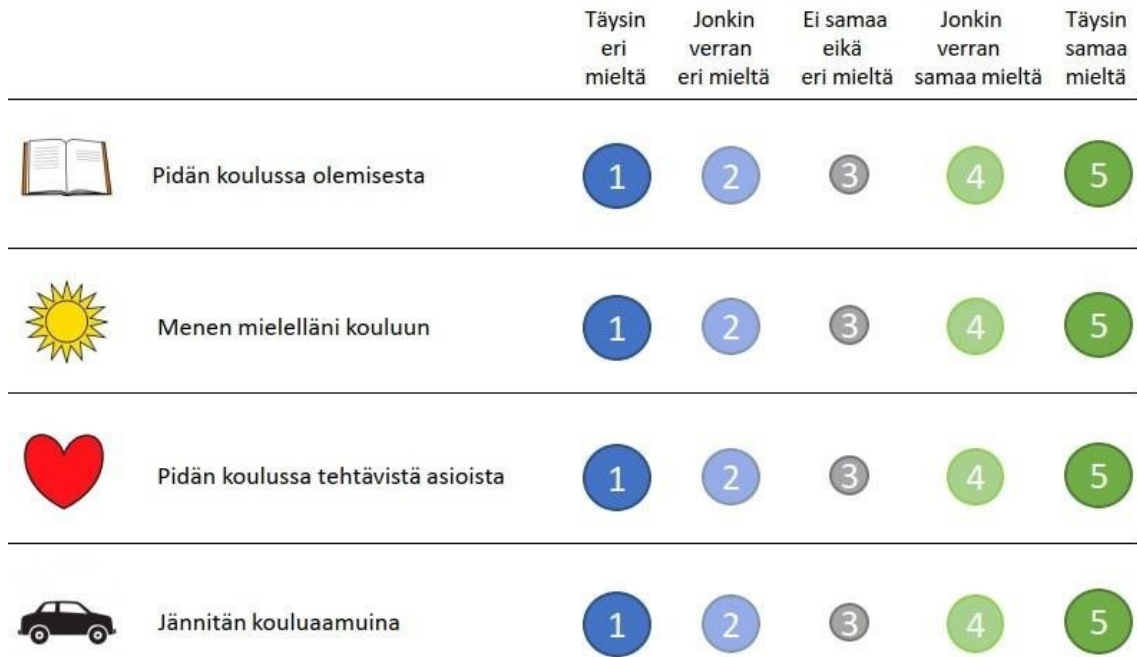 Täysin eri mieltä
Jonkin verran eri mieltä
Ei samaa eikä eri mieltä
Jonkin verran samaa mieltä
Täysin samaa mieltä
Pidän koulussa olemisesta 1 2 3 4 5
Menen mielelläni kouluun 1 2 3 4 5
Pidän koulussa tehtävistä asioista 1 2 3 4 5
Jännitän kouluaamuina 1 2 3 4 5